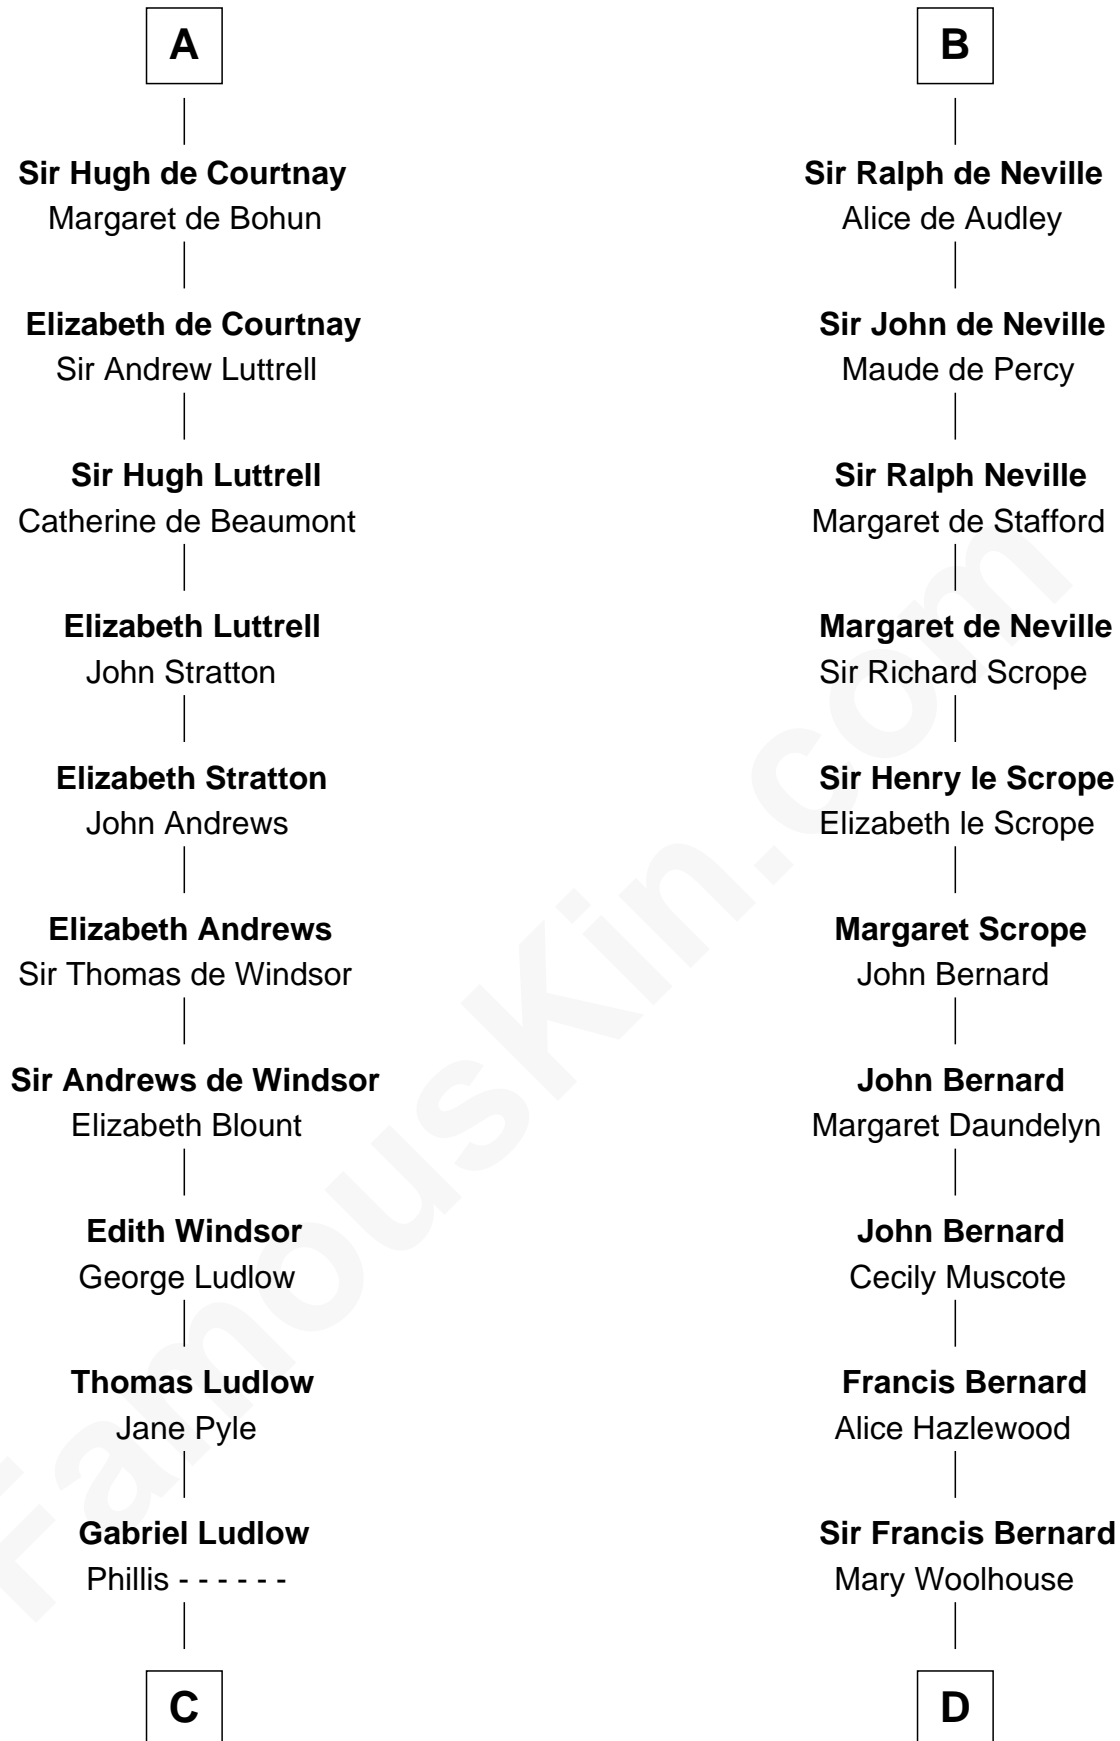 A
Sir Hugh de Courtnay
Margaret de Bohun
Elizabeth de Courtnay
Sir Andrew Luttrell
Sir Hugh Luttrell
Catherine de Beaumont
Elizabeth Luttrell
John Stratton
Elizabeth Stratton
John Andrews
Elizabeth Andrews
Sir Thomas de Windsor
Sir Andrews de Windsor
Elizabeth Blount
Edith Windsor
George Ludlow
Thomas Ludlow
Jane Pyle
Gabriel Ludlow
Phillis - - - - - -
C
B
Sir Ralph de Neville
Alice de Audley
Sir John de Neville
Maude de Percy
Sir Ralph Neville
Margaret de Stafford
Margaret de Neville
Sir Richard Scrope
Sir Henry le Scrope
Elizabeth le Scrope
Margaret Scrope
John Bernard
John Bernard
Margaret Daundelyn
John Bernard
Cecily Muscote
Francis Bernard
Alice Hazlewood
Sir Francis Bernard
Mary Woolhouse
D
FamousKin.com